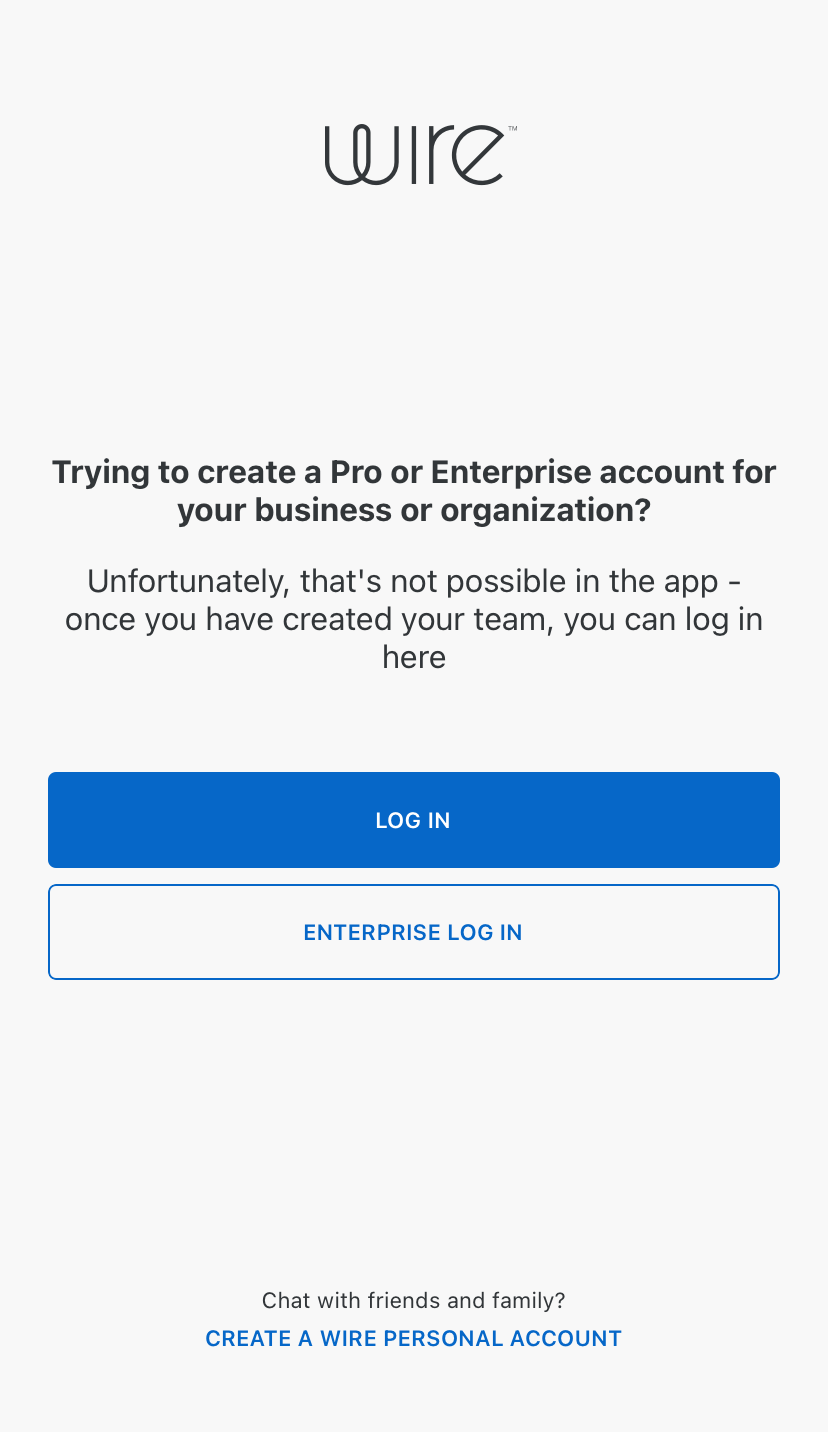 wire™
Trying to create a Pro or Enterprise account for
your business or organization?
Unfortunately, that's not possible in the app -
once you have created your team, you can log in
here
LOG IN
ENTERPRISE LOG IN
Chat with friends and family?
CREATE A WIRE PERSONAL ACCOUNT